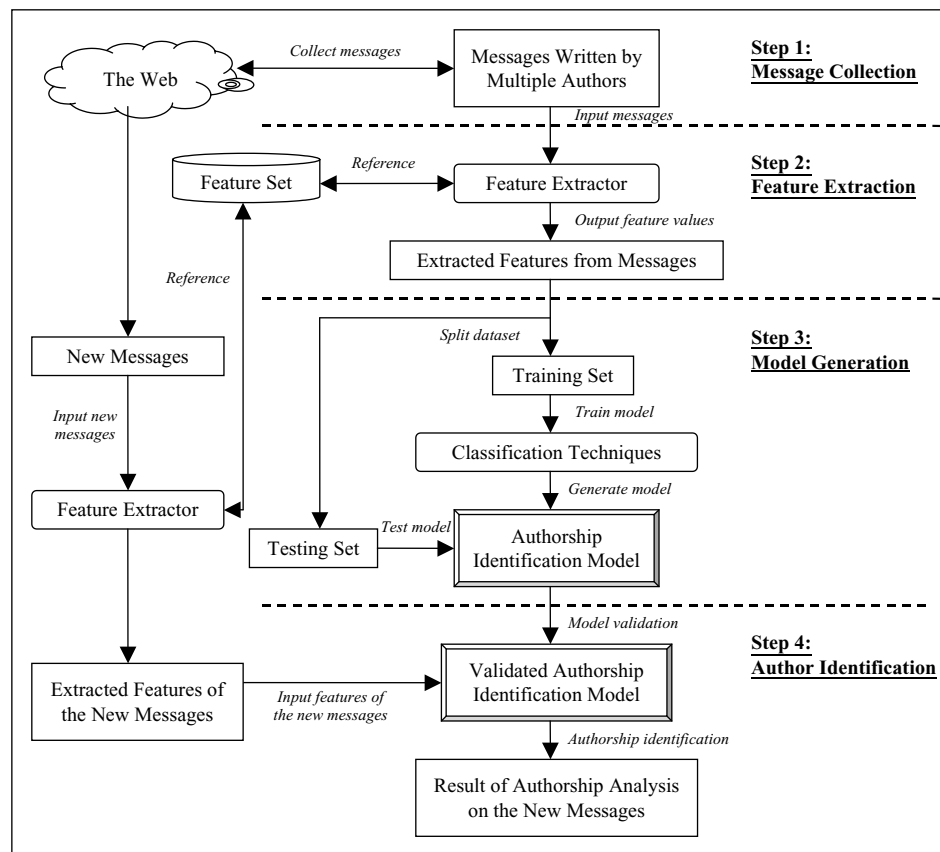 Collect messages
The Web
Messages Written by
Multiple Authors
Step 1:
Message Collection
Input messages
Feature Set
Reference
Feature Extractor
Step 2:
Feature Extraction
Output feature values
Extracted Features from Messages
Reference
Split dataset
Step 3:
Model Generation
New Messages
Training Set
Input new
messages
Train model
Classification Techniques
Generate model
Feature Extractor
Testing Set
Test model
Authorship
Identification Model
Model validation
Step 4:
Author Identification
Extracted Features of
the New Messages
Input features of
the new messages
Validated Authorship
Identification Model
Authorship identification
Result of Authorship Analysis
on the New Messages